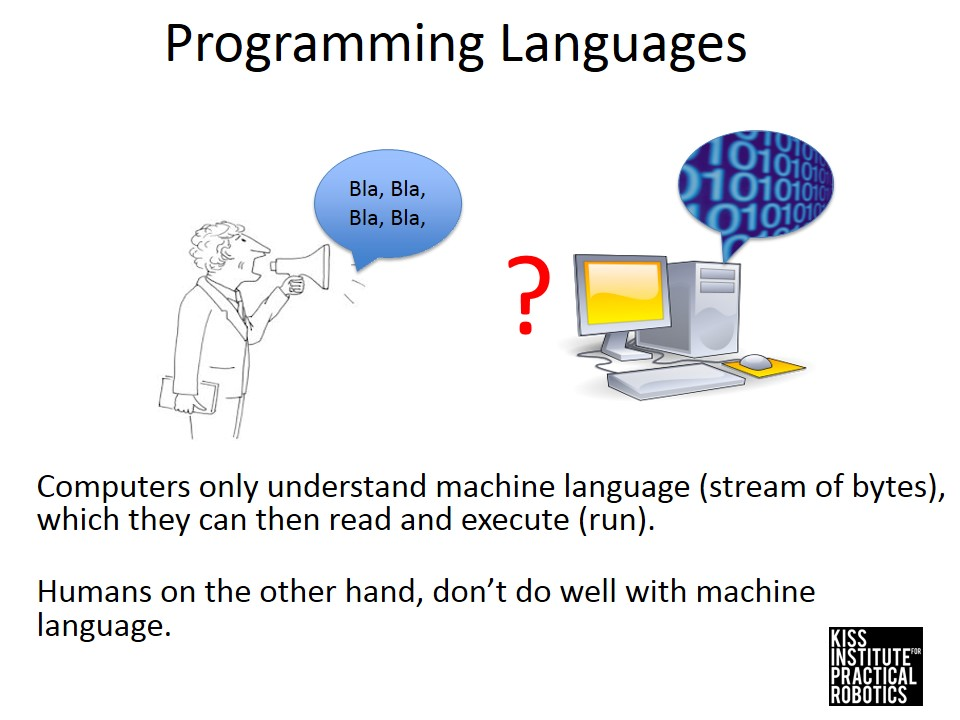 Programming Languages
Bla, Bla,
Bla, Bla,
?
Computers only understand machine language (stream of bytes),
which they can then read and execute (run).
Humans on the other hand, don’t do well with machine
language.
KISS
INSTITUTE FOR
PRACTICAL
ROBOTICS